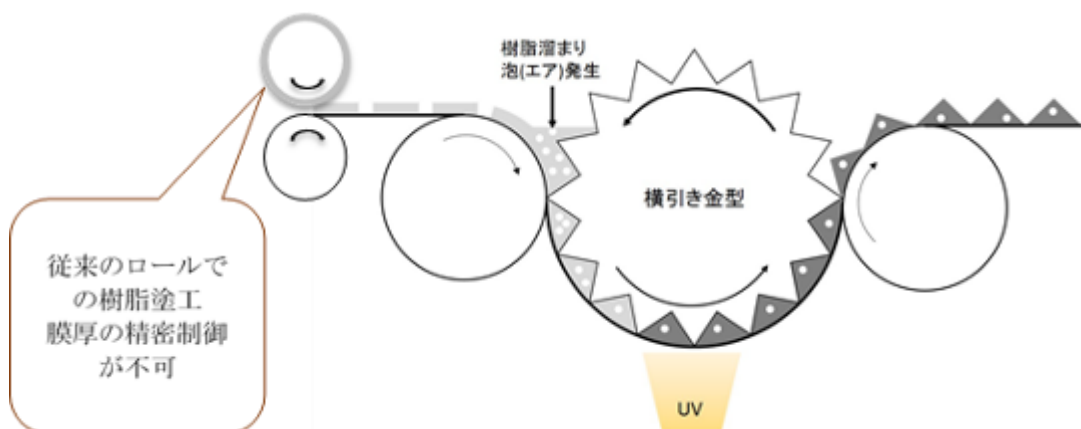 樹脂溜まり
泡(エア)発生
横引き金型
従来のロールで
の樹脂塗工
膜厚の精密制御
が不可
UV